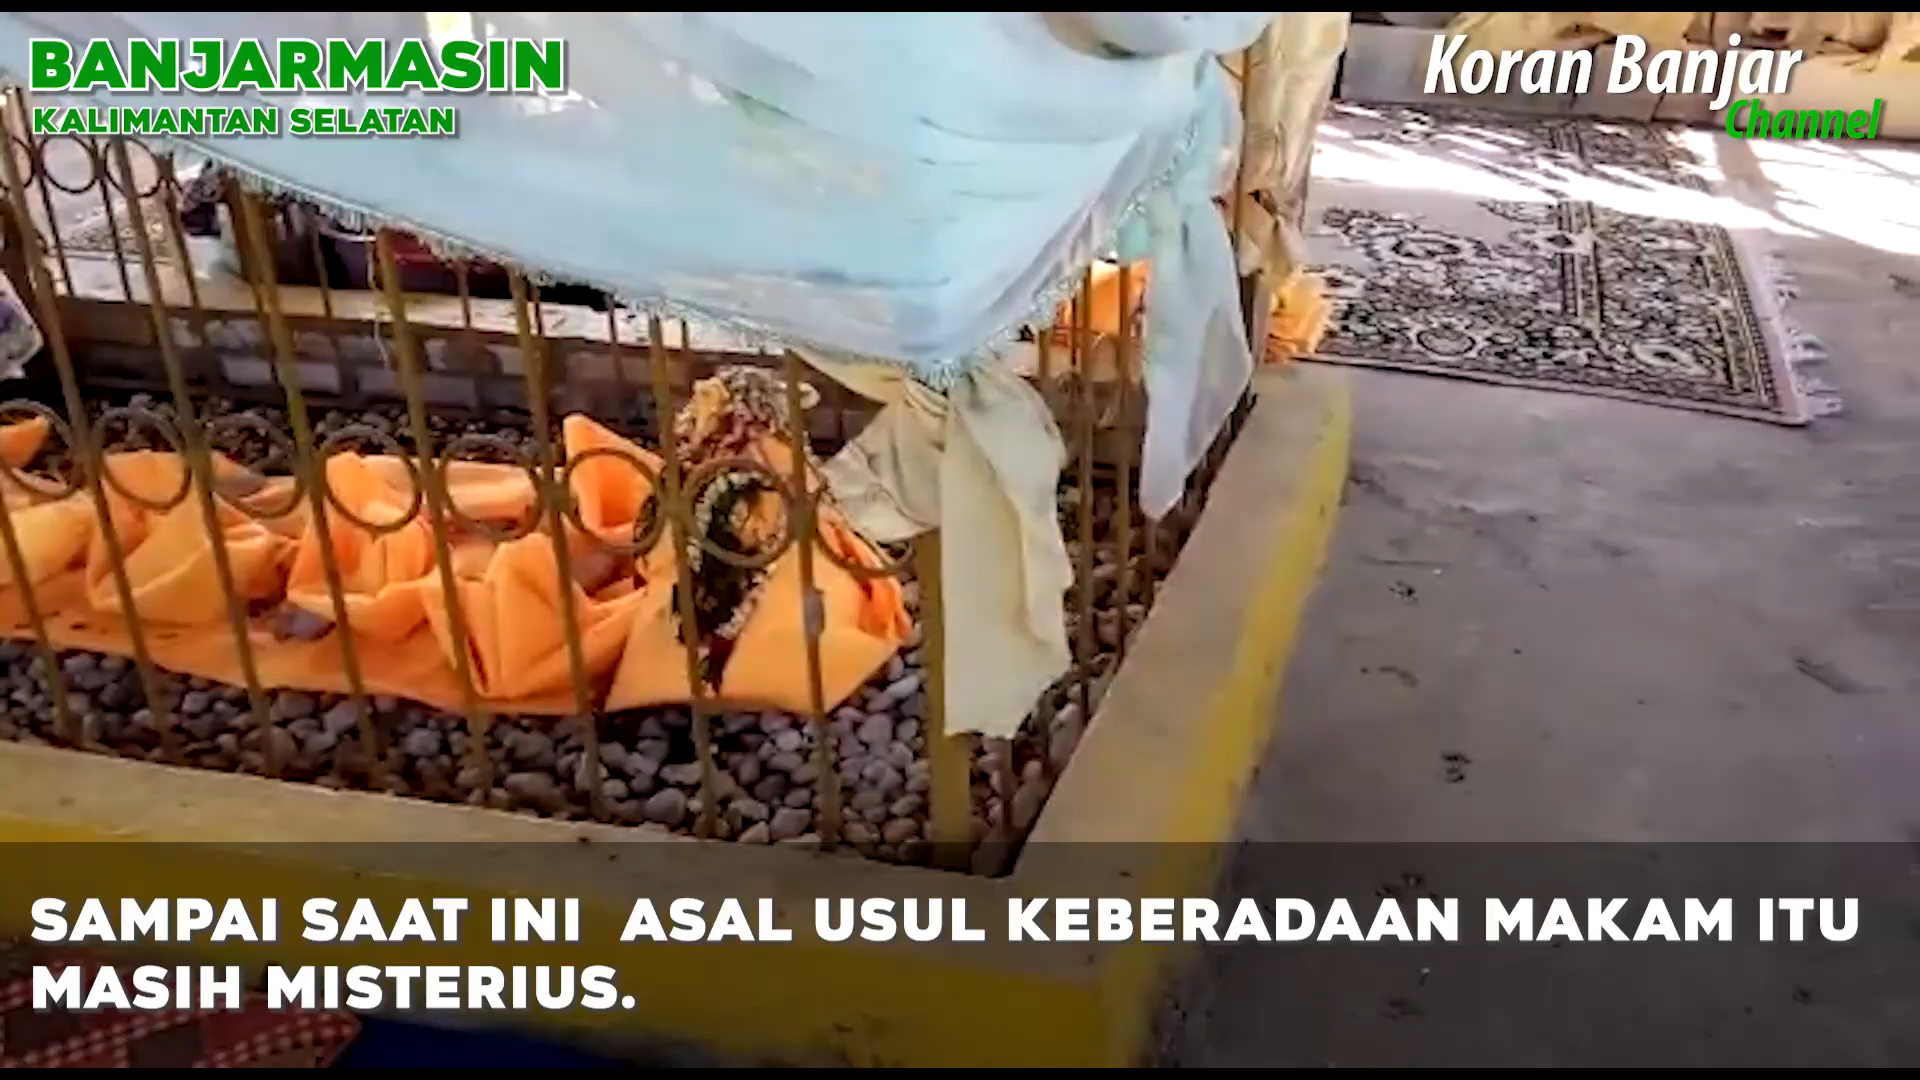 BANJARMASIN
KALIMANTAN SELATAN
Koran Banjar
Channel
SAMPAI SAAT INI ASAL USUL KEBERADAAN MAKAM ITU
MASIH MISTERIUS.